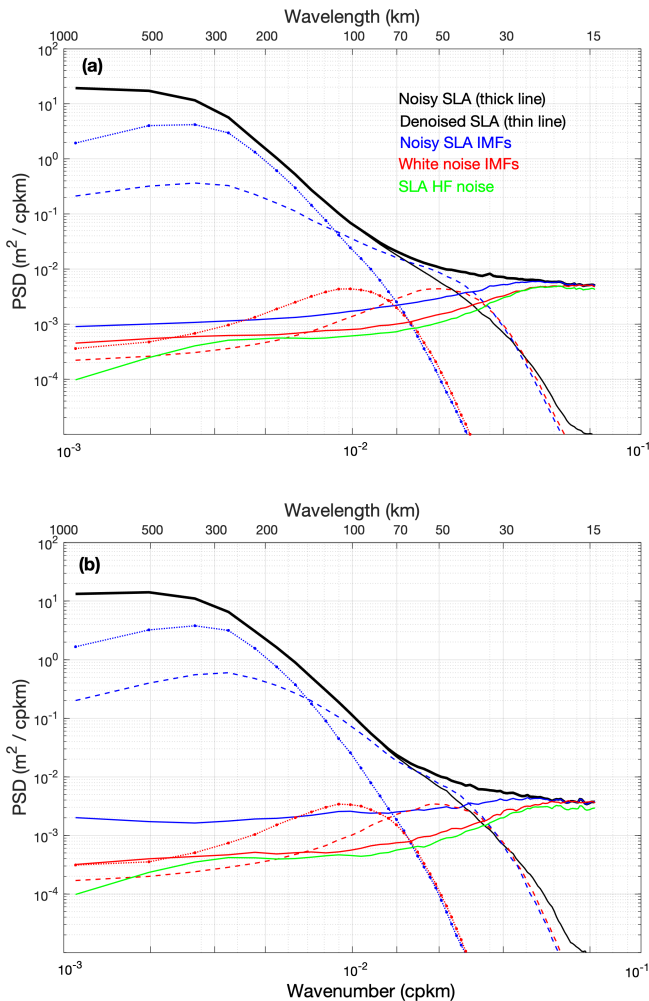 Wavelength (km)
1000 500 300 200 100 70 50 30 15
(a)
10^2
10^1
10^0
10^-1
10^-2
10^-3
10^-4
PSD (m^2 / cpkm)
Noisy SLA (thick line)
Denoised SLA (thin line)
Noisy SLA IMFs
White noise IMFs
SLA HF noise
10^-3 10^-2 10^-1
Wavelength (km)
1000 500 300 200 100 70 50 30 15
(b)
10^2
10^1
10^0
10^-1
10^-2
10^-3
10^-4
PSD (m^2 / cpkm)
10^-3 10^-2 10^-1
Wavenumber (cpkm)